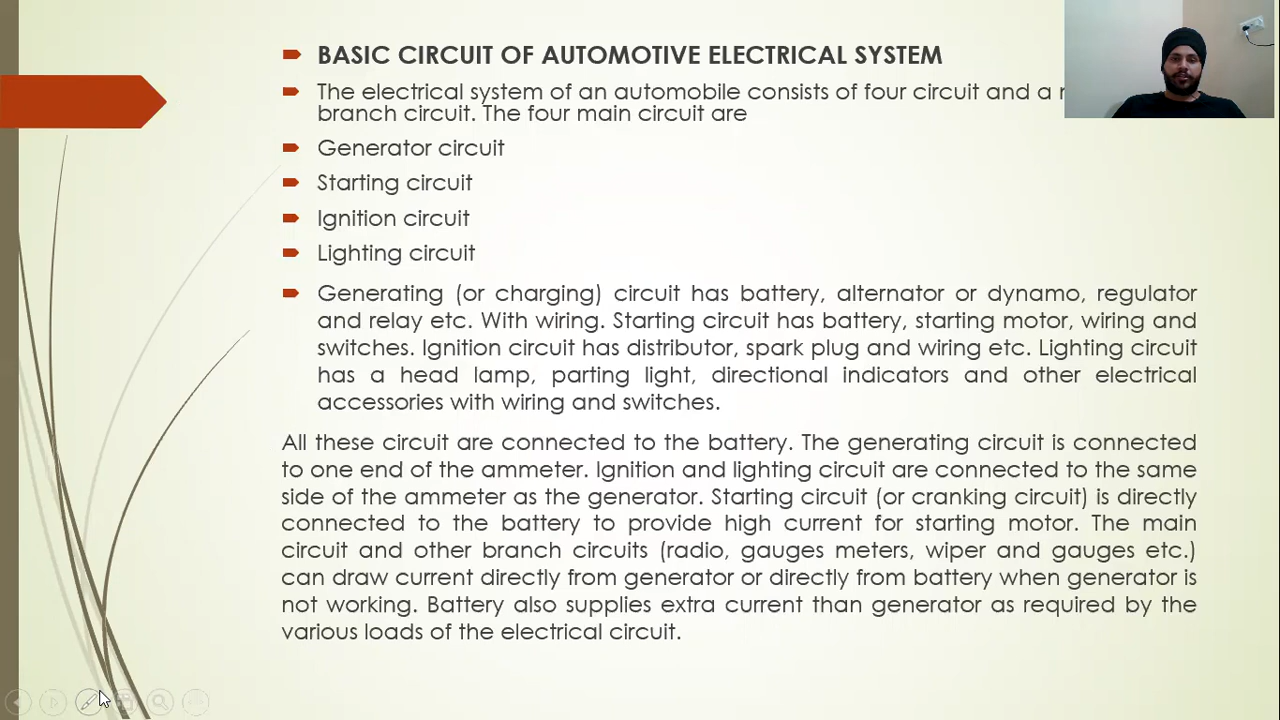 BASIC CIRCUIT OF AUTOMOTIVE ELECTRICAL SYSTEM
The electrical system of an automobile consists of four circuit and a
branch circuit. The four main circuit are
Generator circuit
Starting circuit
Ignition circuit
Lighting circuit
Generating (or charging) circuit has battery, alternator or dynamo, regulator
and relay etc. With wiring. Starting circuit has battery, starting motor, wiring and
switches. Ignition circuit has distributor, spark plug and wiring etc. Lighting circuit
has a head lamp, parting light, directional indicators and other electrical
accessories with wiring and switches.
All these circuit are connected to the battery. The generating circuit is connected
to one end of the ammeter. Ignition and lighting circuit are connected to the same
side of the ammeter as the generator. Starting circuit (or cranking circuit) is directly
connected to the battery to provide high current for starting motor. The main
circuit and other branch circuits (radio, gauges meters, wiper and gauges etc.)
can draw current directly from generator or directly from battery when generator is
not working. Battery also supplies extra current than generator as required by the
various loads of the electrical circuit.